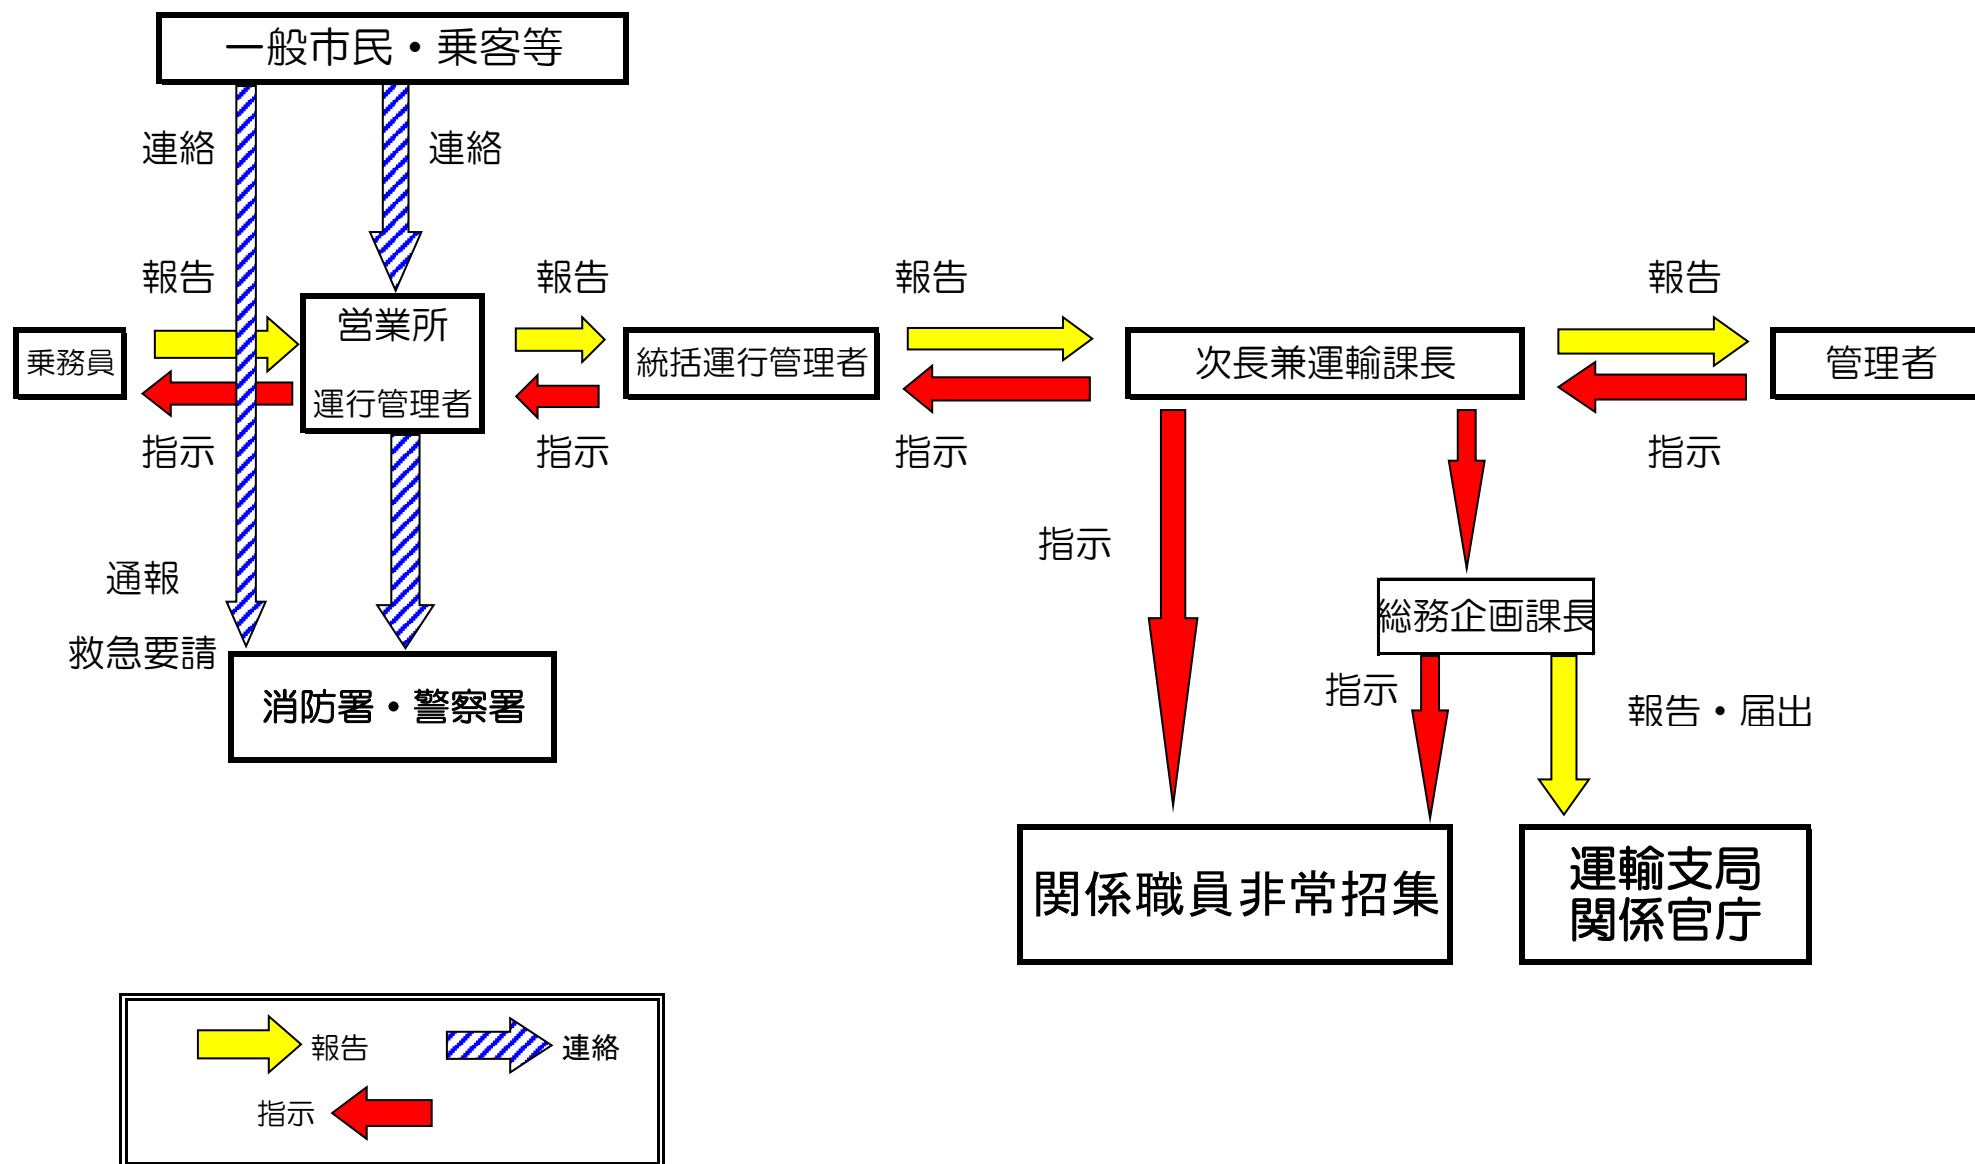 一般市民・乗客等
連絡
連絡
報告
報告
報告
報告
乗務員
営業所
運行管理者
統括運行管理者
次長兼運輸課長
管理者
指示
指示
指示
指示
指示
通報
救急要請
総務企画課長
指示
報告・届出
消防署・警察署
関係職員非常招集
運輸支局
関係官庁
報告
連絡
指示